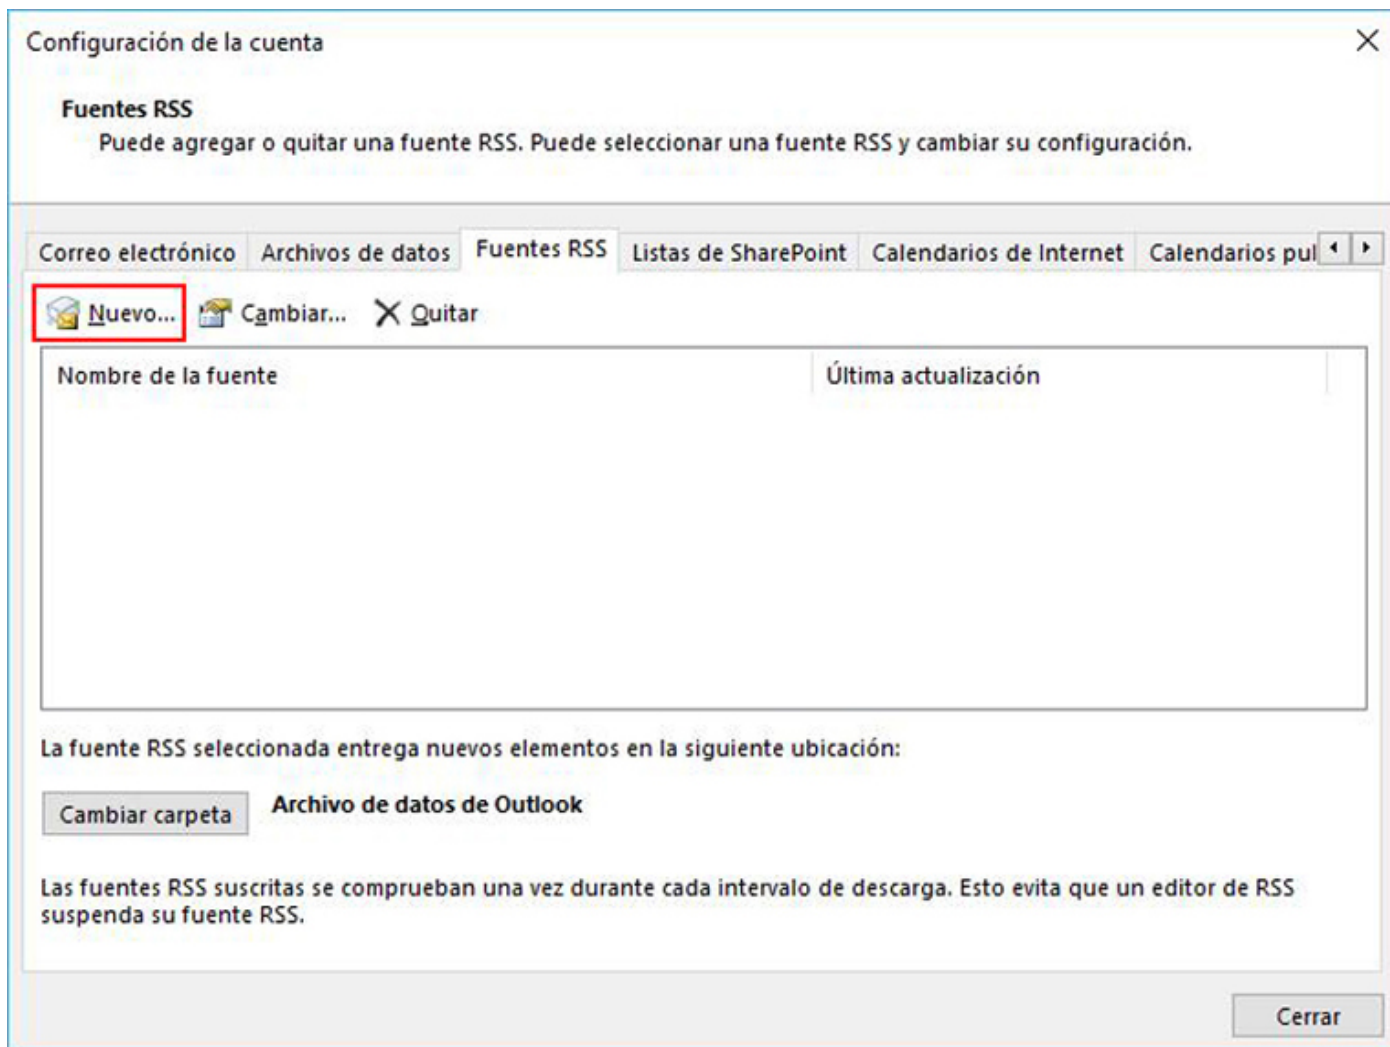 Configuración de la cuenta
Fuentes RSS
Puede agregar o quitar una fuente RSS. Puede seleccionar una fuente RSS y cambiar su configuración.
Correo electrónico Archivos de datos Fuentes RSS Listas de SharePoint Calendarios de Internet Calendarios pul
Nuevo... Cambiar... Quitar
Nombre de la fuente Última actualización
La fuente RSS seleccionada entrega nuevos elementos en la siguiente ubicación:
Cambiar carpeta Archivo de datos de Outlook
Las fuentes RSS suscritas se comprueban una vez durante cada intervalo de descarga. Esto evita que un editor de RSS
suspenda su fuente RSS.
Cerrar